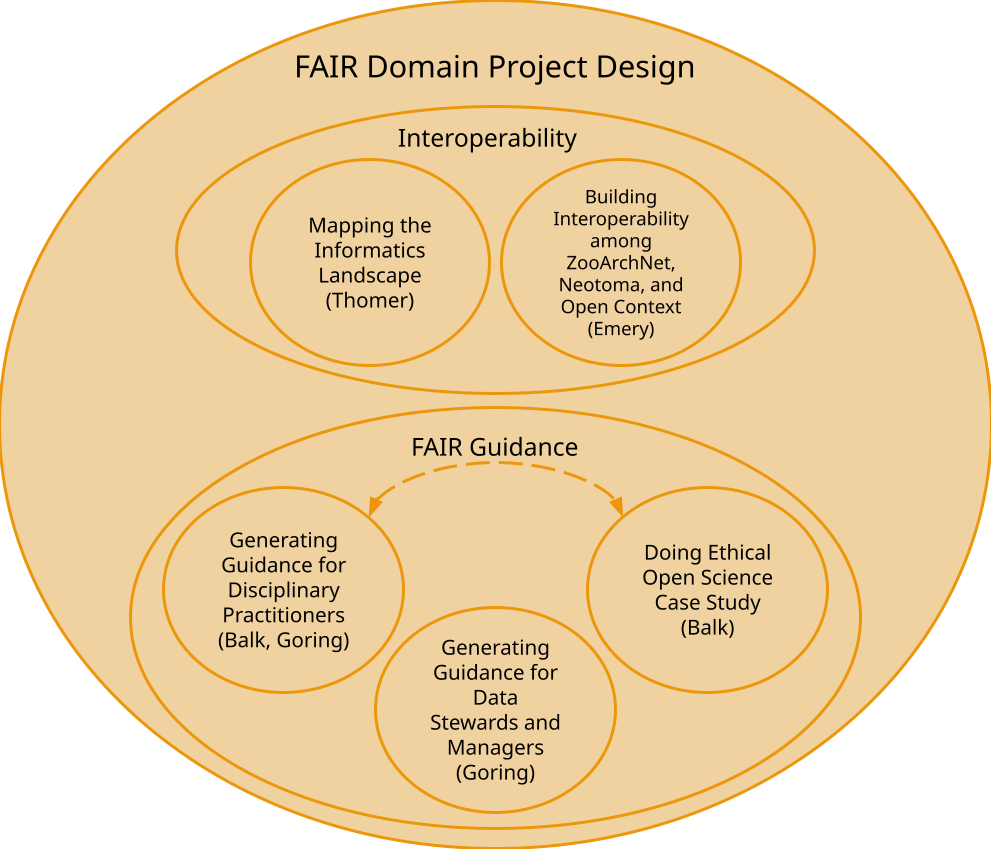 FAIR Domain Project Design
Interoperability
Mapping the
Informatics
Landscape
(Thomer)
Building
Interoperability
among
ZooArchNet,
Neotoma, and
Open Context
(Emery)
FAIR Guidance
Generating
Guidance for
Disciplinary
Practitioners
(Balk, Goring)
Doing Ethical
Open Science
Case Study
(Balk)
Generating
Guidance for
Data
Stewards and
Managers
(Goring)